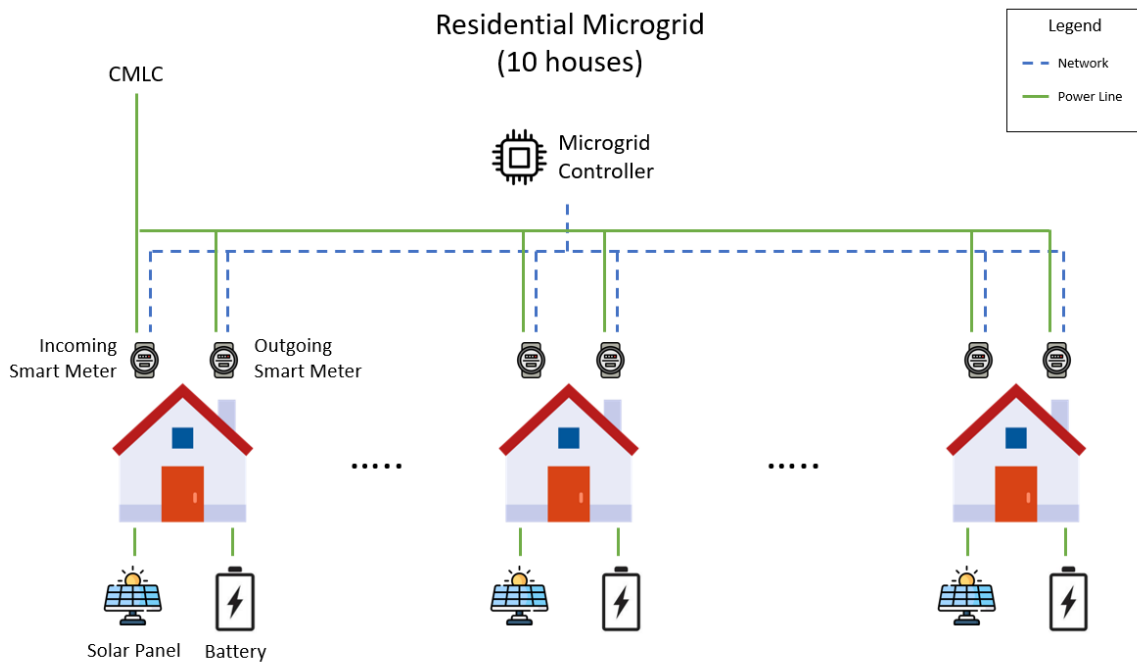 Residential Microgrid
(10 houses)
Legend
Network
Power Line
CMLC
Microgrid
Controller
Incoming
Smart Meter
Outgoing
Smart Meter
.....
.....
Solar Panel
Battery